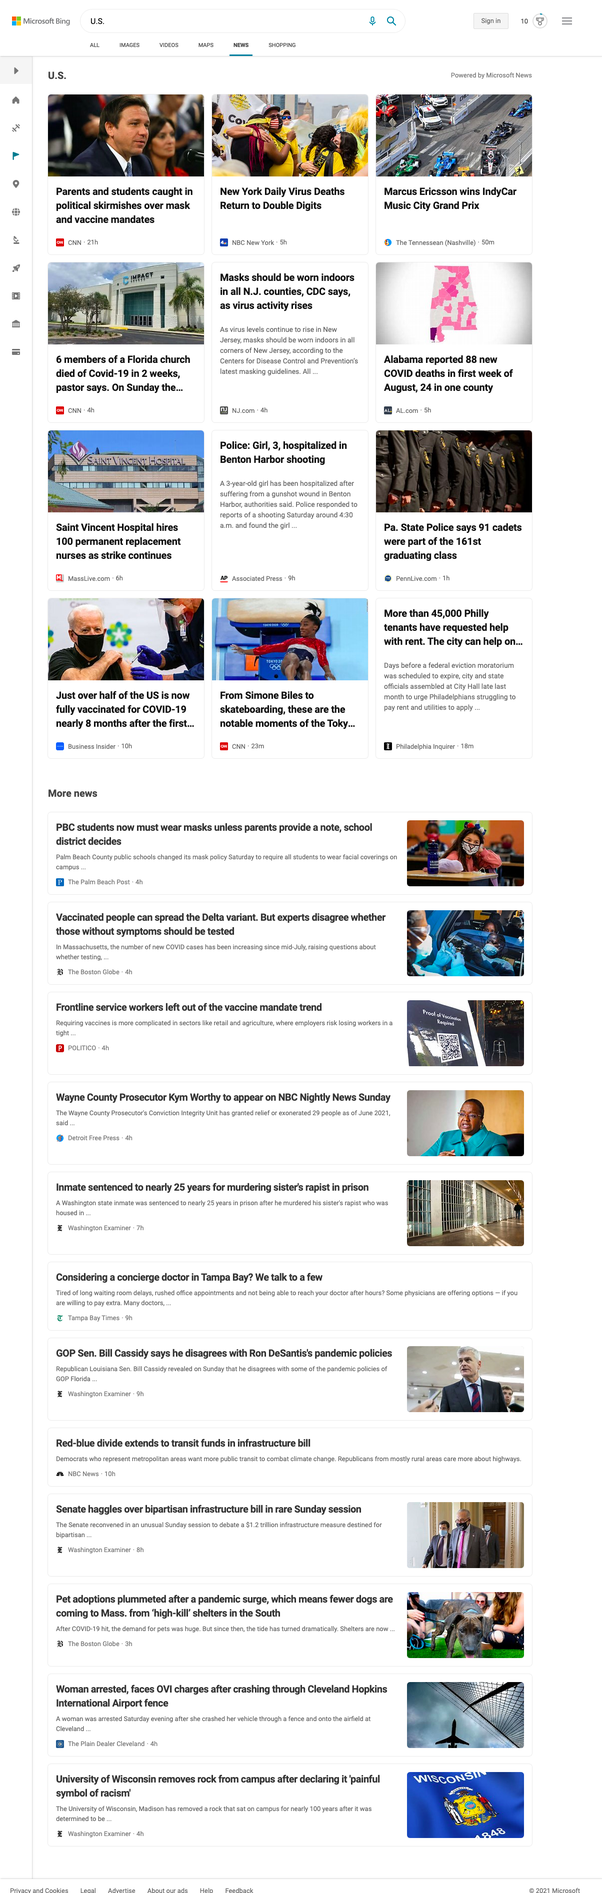 Microsoft Bing
U.S.
Sign in
10
ALL
IMAGES
VIDEOS
MAPS
NEWS
SHOPPING
U.S.
Powered by Microsoft News
Parents and students caught in
political skirmishes over mask
and vaccine mandates
CNN · 21h
New York Daily Virus Deaths
Return to Double Digits
NBC New York · 5h
Marcus Ericsson wins IndyCar
Music City Grand Prix
The Tennessean (Nashville) · 50m
IMPACT
6 members of a Florida church
died of Covid-19 in 2 weeks,
pastor says. On Sunday the...
CNN · 4h
Masks should be worn indoors
in all N.J. counties, CDC says,
as virus activity rises
As virus levels continue to rise in New
Jersey, masks should be worn indoors in all
corners of New Jersey, according to the
Centers for Disease Control and Prevention's
latest masking guidelines. All ...
NJ.com · 4h
Alabama reported 88 new
COVID deaths in first week of
August, 24 in one county
AL.com · 5h
SAINT VINCENT HOSPITAL
Saint Vincent Hospital hires
100 permanent replacement
nurses as strike continues
MassLive.com · 6h
Police: Girl, 3, hospitalized in
Benton Harbor shooting
A 3-year-old girl has been hospitalized after
suffering from a gunshot wound in Benton
Harbor, authorities said. Police responded to
reports of a shooting Saturday around 4:30
a.m. and found the girl ...
AP Associated Press · 9h
Pa. State Police says 91 cadets
were part of the 161st
graduating class
PennLive.com · 1h
Just over half of the US is now
fully vaccinated for COVID-19
nearly 8 months after the first...
Business Insider · 10h
From Simone Biles to
skateboarding, these are the
notable moments of the Toky...
CNN · 23m
More than 45,000 Philly
tenants have requested help
with rent. The city can help on...
Days before a federal eviction moratorium
was scheduled to expire, city and state
officials assembled at City Hall late last
month to urge Philadelphians struggling to
pay rent and utilities to apply ...
Philadelphia Inquirer · 18m
More news
PBC students now must wear masks unless parents provide a note, school
district decides
Palm Beach County public schools changed its mask policy Saturday to require all students to wear facial coverings on
campus ...
The Palm Beach Post · 4h
Vaccinated people can spread the Delta variant. But experts disagree whether
those without symptoms should be tested
In Massachusetts, the number of new COVID cases has been increasing since mid-July, raising questions about
whether testing, ...
The Boston Globe · 4h
Frontline service workers left out of the vaccine mandate trend
Requiring vaccines is more complicated in sectors like retail and agriculture, where employers risk losing workers in a
tight ...
POLITICO · 4h
Proof of Vaccination
Required
Wayne County Prosecutor Kym Worthy to appear on NBC Nightly News Sunday
The Wayne County Prosecutor's Conviction Integrity Unit has granted relief or exonerated 29 people as of June 2021,
said ...
Detroit Free Press · 4h
Inmate sentenced to nearly 25 years for murdering sister's rapist in prison
A Washington state inmate was sentenced to nearly 25 years in prison after he murdered his sister's rapist who was
housed in ...
Washington Examiner · 7h
Considering a concierge doctor in Tampa Bay? We talk to a few
Tired of long waiting room delays, rushed office appointments and not being able to reach your doctor after hours? Some physicians are offering options — if you
are willing to pay extra. Many doctors, ...
Tampa Bay Times · 9h
GOP Sen. Bill Cassidy says he disagrees with Ron DeSantis's pandemic policies
Republican Louisiana Sen. Bill Cassidy revealed on Sunday that he disagrees with some of the pandemic policies of
GOP Florida ...
Washington Examiner · 9h
Red-blue divide extends to transit funds in infrastructure bill
Democrats who represent metropolitan areas want more public transit to combat climate change. Republicans from mostly rural areas care more about highways.
NBC News · 10h
Senate haggles over bipartisan infrastructure bill in rare Sunday session
The Senate reconvened in an unusual Sunday session to debate a $1.2 trillion infrastructure measure destined for
bipartisan ...
Washington Examiner · 8h
Pet adoptions plummeted after a pandemic surge, which means fewer dogs are
coming to Mass. from 'high-kill' shelters in the South
After COVID-19 hit, the demand for pets was huge. But since then, the tide has turned dramatically. Shelters are now ...
The Boston Globe · 3h
Woman arrested, faces OVI charges after crashing through Cleveland Hopkins
International Airport fence
A woman was arrested Saturday evening after she crashed her vehicle through a fence and onto the airfield at
Cleveland ...
The Plain Dealer Cleveland · 4h
University of Wisconsin removes rock from campus after declaring it 'painful
symbol of racism'
The University of Wisconsin, Madison has removed a rock that sat on campus for nearly 100 years after it was
determined to be ...
Washington Examiner · 4h
WISCONSIN
1848
Privacy and Cookies
Legal
Advertise
About our ads
Help
Feedback
© 2021 Microsoft